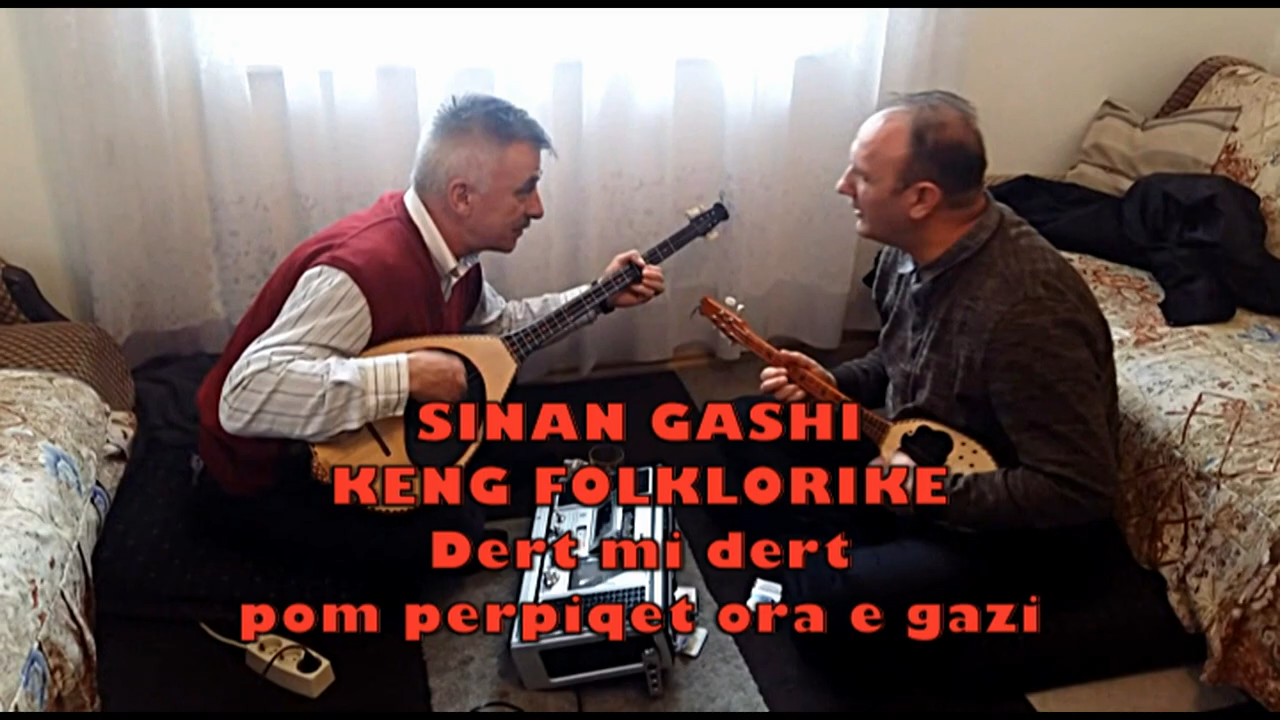 SINAN GASHI
KENG FOLKLORIKE
Dert mi dert
pom perpiqet ora e gazi